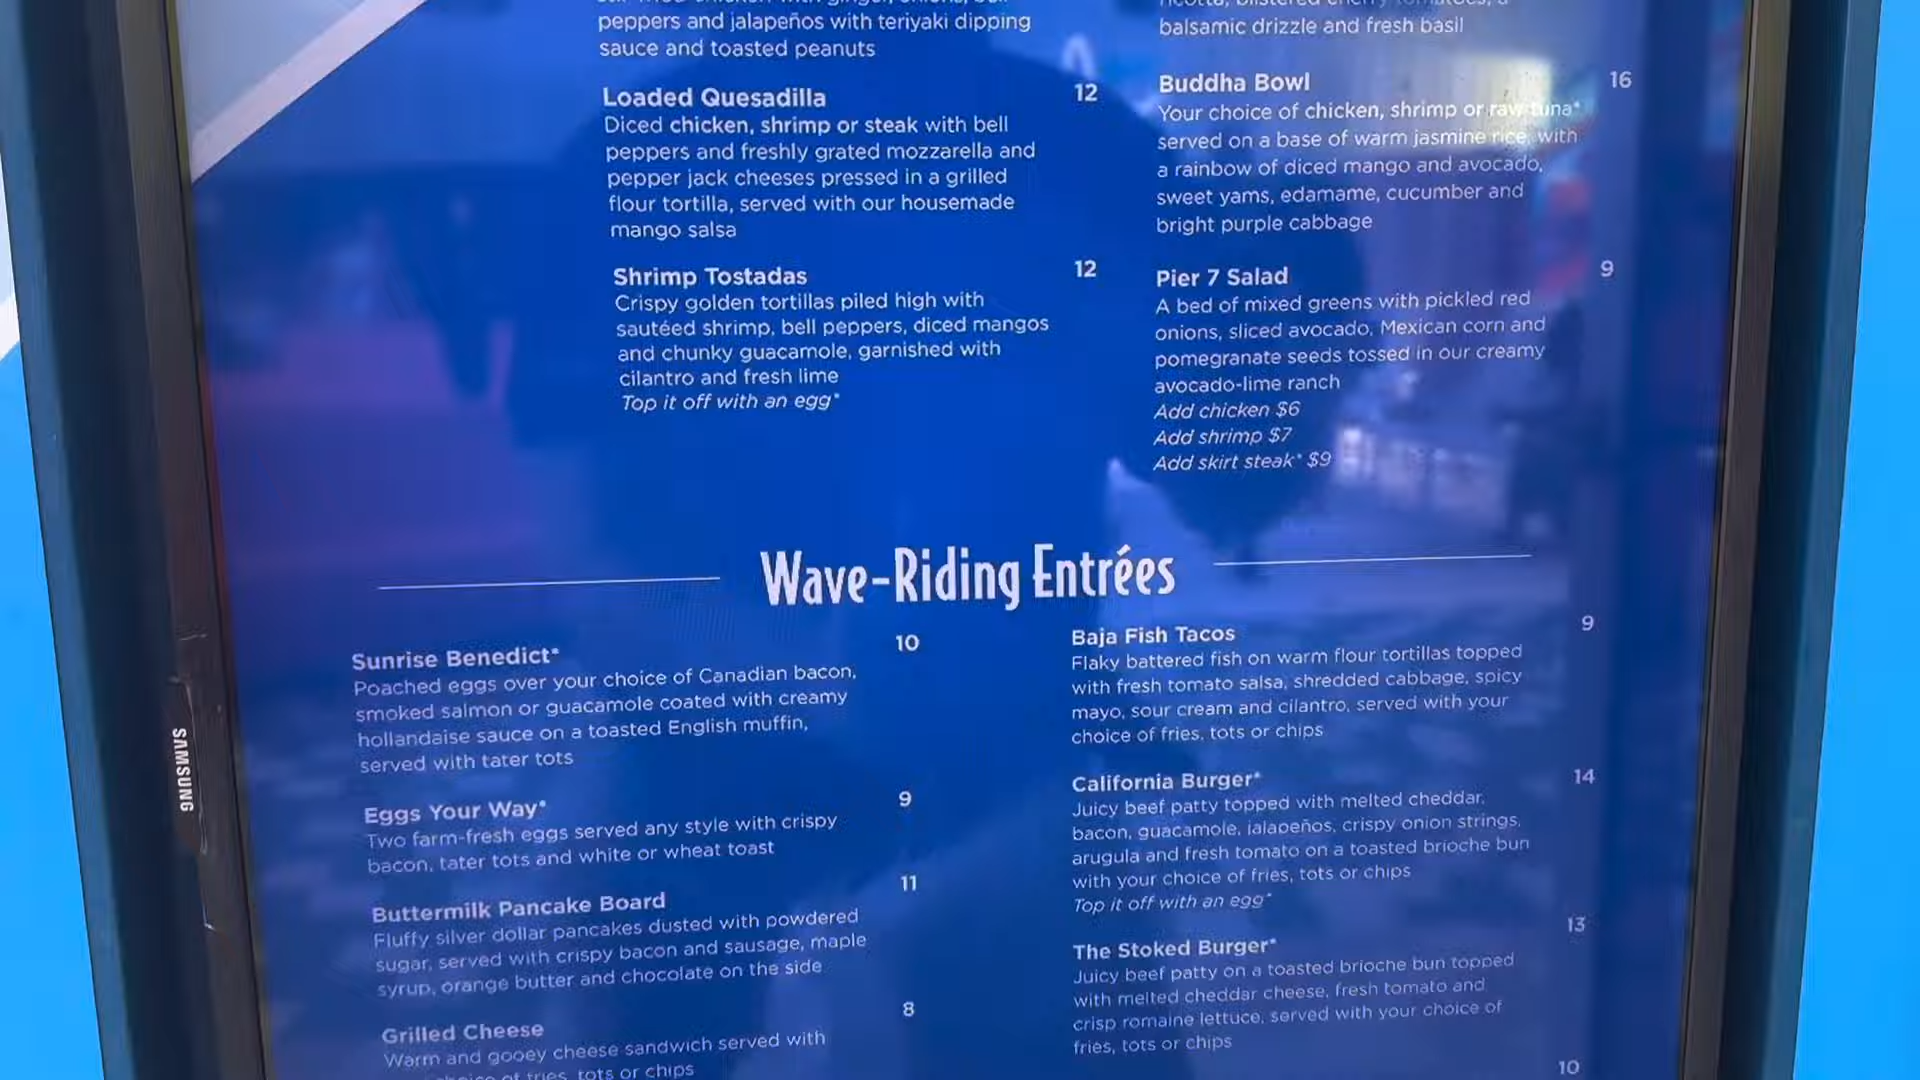 peppers and jalapeños with teriyaki dipping
sauce and toasted peanuts
Loaded Quesadilla 12
Diced chicken, shrimp or steak with bell
peppers and freshly grated mozzarella and
pepper jack cheeses pressed in a grilled
flour tortilla, served with our housemade
mango salsa
Shrimp Tostadas 12
Crispy golden tortillas piled high with
sautéed shrimp, bell peppers, diced mangos
and chunky guacamole, garnished with
cilantro and fresh lime
Top it off with an egg*
balsamic drizzle and fresh basil
Buddha Bowl 16
Your choice of chicken, shrimp or raw tuna*
served on a base of warm jasmine rice, with
a rainbow of diced mango and avocado,
sweet yams, edamame, cucumber and
bright purple cabbage
Pier 7 Salad 9
A bed of mixed greens with pickled red
onions, sliced avocado, Mexican corn and
pomegranate seeds tossed in our creamy
avocado-lime ranch
Add chicken $6
Add shrimp $7
Add skirt steak* $9
Wave-Riding Entrées
Sunrise Benedict* 10
Poached eggs over your choice of Canadian bacon,
smoked salmon or guacamole coated with creamy
hollandaise sauce on a toasted English muffin,
served with tater tots
Eggs Your Way* 9
Two farm-fresh eggs served any style with crispy
bacon, tater tots and white or wheat toast
Buttermilk Pancake Board 11
Fluffy silver dollar pancakes dusted with powdered
sugar, served with crispy bacon and sausage, maple
syrup, orange butter and chocolate on the side
Grilled Cheese 8
Warm and gooey cheese sandwich served with
of fries, tots or chips
Baja Fish Tacos 9
Flaky battered fish on warm flour tortillas topped
with fresh tomato salsa, shredded cabbage, spicy
mayo, sour cream and cilantro, served with your
choice of fries, tots or chips
California Burger* 14
Juicy beef patty topped with melted cheddar,
bacon, guacamole, jalapeños, crispy onion strings,
arugula and fresh tomato on a toasted brioche bun
with your choice of fries, tots or chips
Top it off with an egg*
The Stoked Burger* 13
Juicy beef patty on a toasted brioche bun topped
with melted cheddar cheese, fresh tomato and
crisp romaine lettuce, served with your choice of
fries, tots or chips
10
SAMSUNG